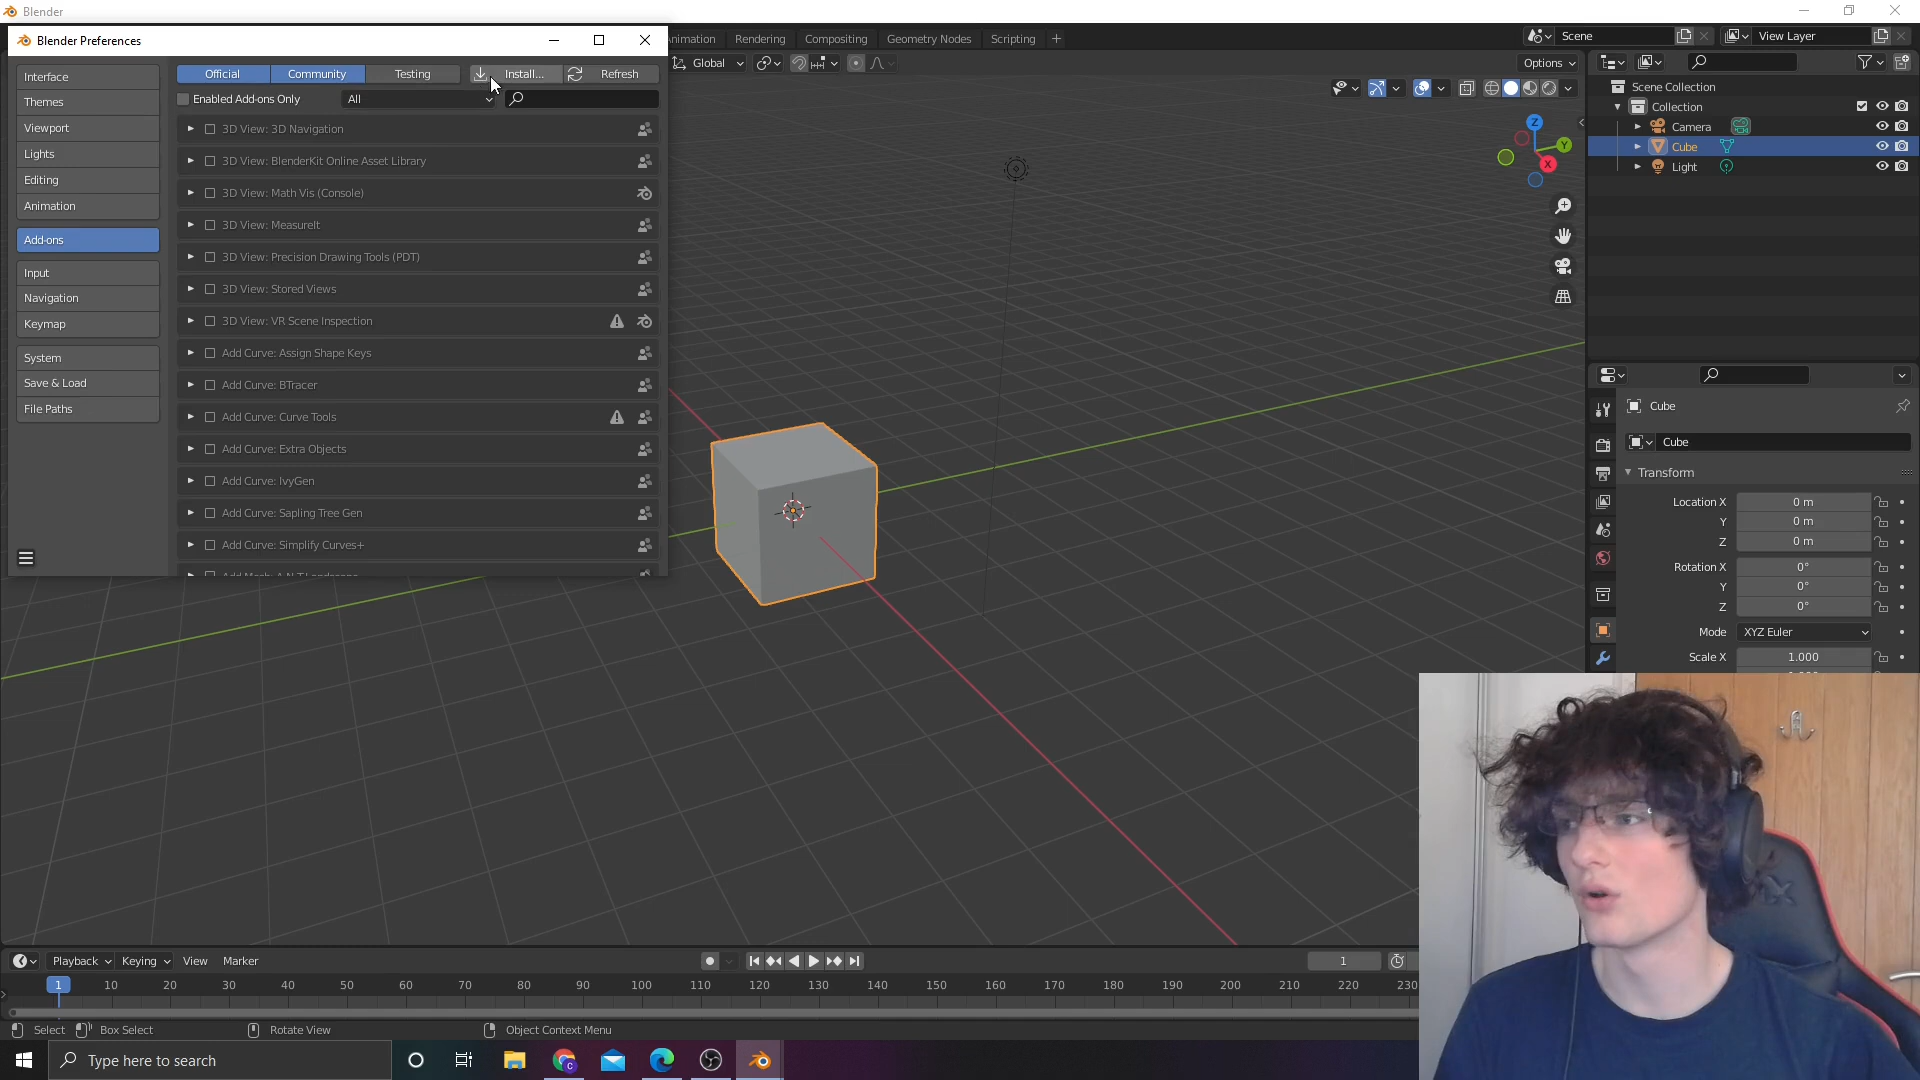 Blender
Blender Preferences
Animation
Rendering
Compositing
Geometry Nodes
Scripting
Scene
View Layer
Global
Options
Interface
Themes
Viewport
Lights
Editing
Animation
Add-ons
Input
Navigation
Keymap
System
Save & Load
File Paths
Official
Community
Testing
Install...
Refresh
Enabled Add-ons Only
All
3D View: 3D Navigation
3D View: BlenderKit Online Asset Library
3D View: Math Vis (Console)
3D View: MeasureIt
3D View: Precision Drawing Tools (PDT)
3D View: Stored Views
3D View: VR Scene Inspection
Add Curve: Assign Shape Keys
Add Curve: BTracer
Add Curve: Curve Tools
Add Curve: Extra Objects
Add Curve: IvyGen
Add Curve: Sapling Tree Gen
Add Curve: Simplify Curves+
Z
Y
X
Scene Collection
Collection
Camera
Cube
Light
Cube
Cube
Transform
Location X 0 m
Y 0 m
Z 0 m
Rotation X 0°
Y 0°
Z 0°
Mode XYZ Euler
Scale X 1.000
Playback
Keying
View
Marker
1
1 10 20 30 40 50 60 70 80 90 100 110 120 130 140 150 160 170 180 190 200 210 220 230
Select
Box Select
Rotate View
Object Context Menu
Type here to search